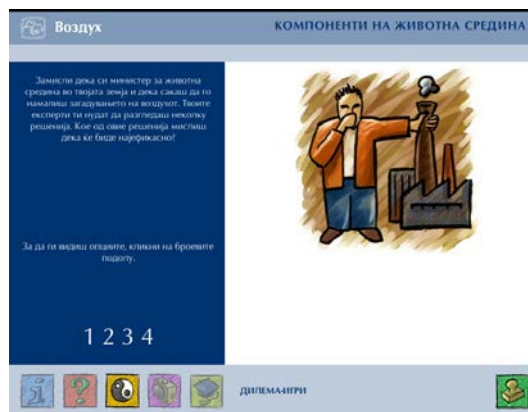 Воздух
КОМПОНЕНТИ НА ЖИВОТНА СРЕДИНА
Замисли дека си министер за животна
средина во твојата земја и дека сакаш да го
намалиш загадувањето на воздухот. Твоите
експерти ти нудат да разгледаш неколку
решенија. Кое од овие решенија мислиш
дека ќе биде најефикасно?
За да ги видиш опциите, кликни на броевите
подолу.
1 2 3 4
ДИЛЕМА-ИГРИ